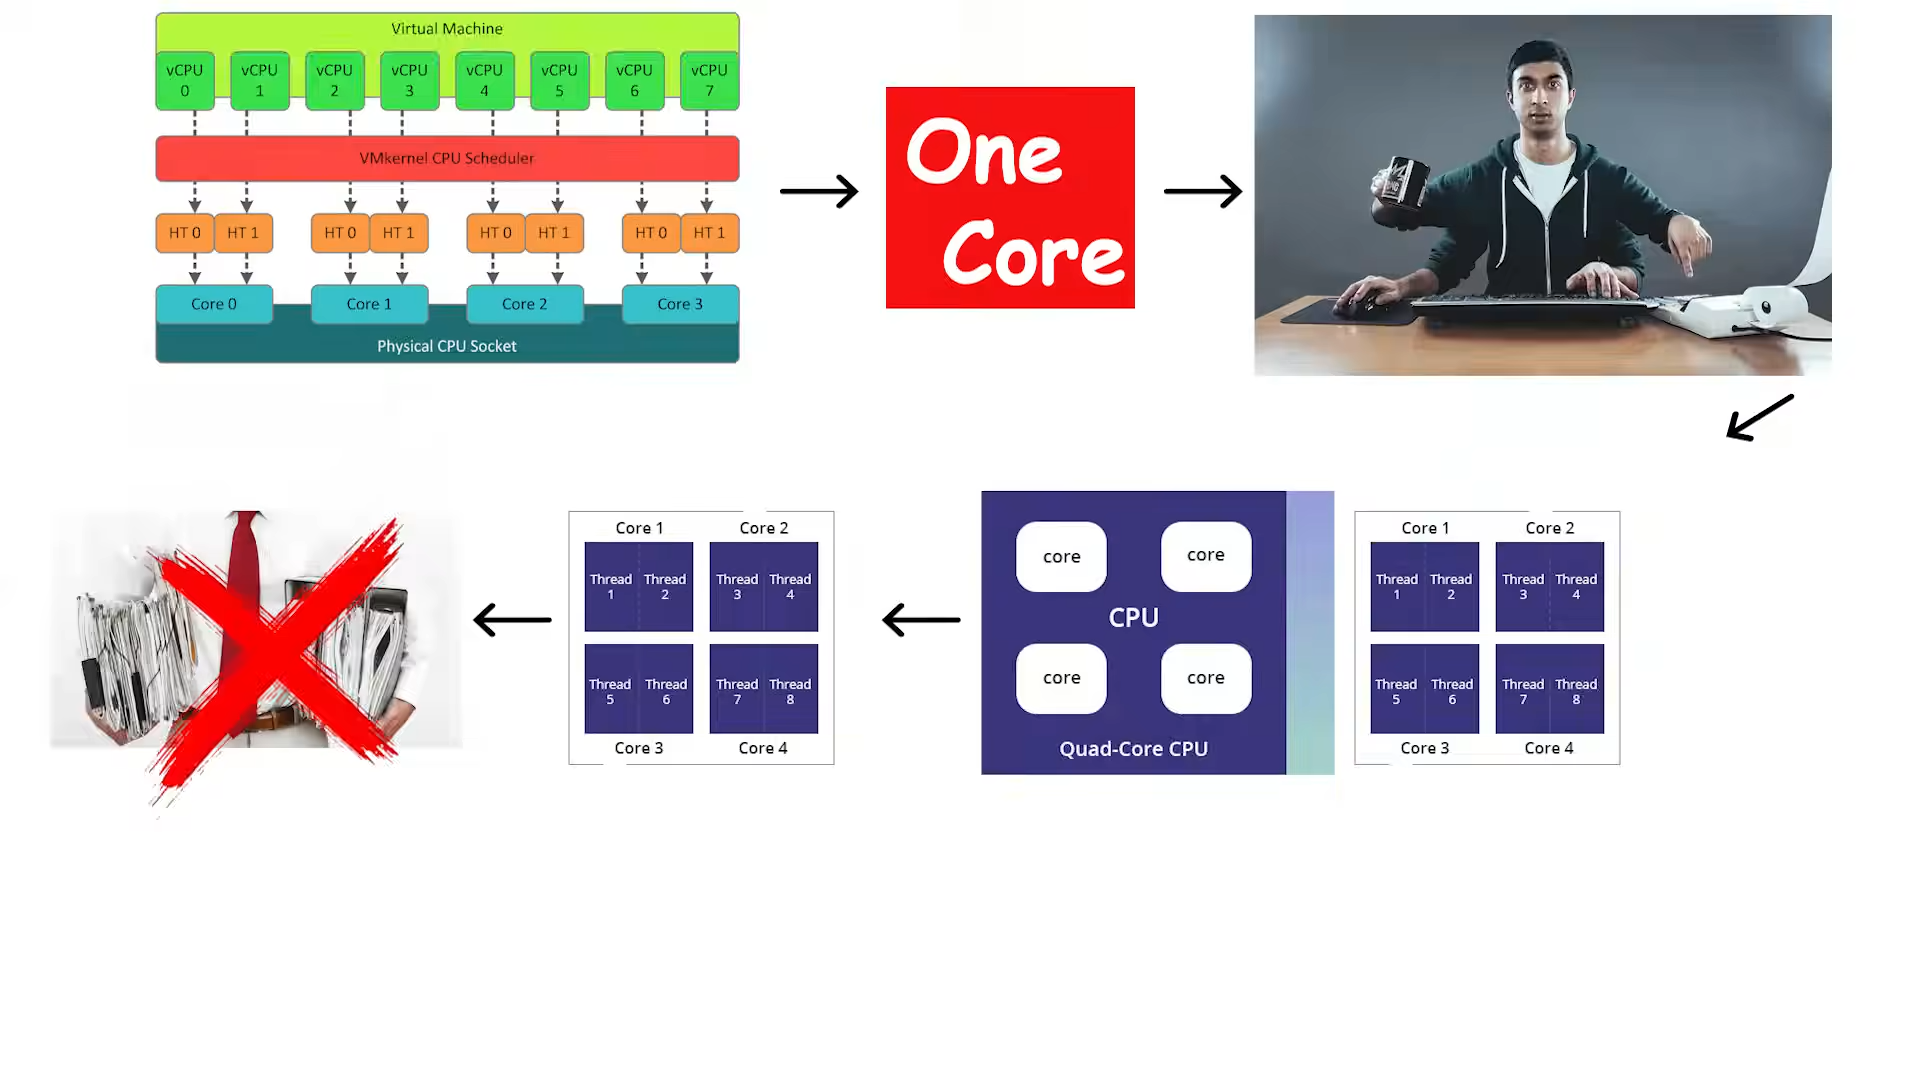 Virtual Machine
vCPU 0
vCPU 1
vCPU 2
vCPU 3
vCPU 4
vCPU 5
vCPU 6
vCPU 7
VMkernel CPU Scheduler
HT 0 HT 1 HT 0 HT 1 HT 0 HT 1 HT 0 HT 1
Core 0 Core 1 Core 2 Core 3
Physical CPU Socket
One
Core
Core 1 Core 2
Thread 1
Thread 2
Thread 3
Thread 4
Thread 5
Thread 6
Thread 7
Thread 8
Core 3 Core 4
core core
CPU
core core
Quad-Core CPU
Core 1 Core 2
Thread 1
Thread 2
Thread 3
Thread 4
Thread 5
Thread 6
Thread 7
Thread 8
Core 3 Core 4